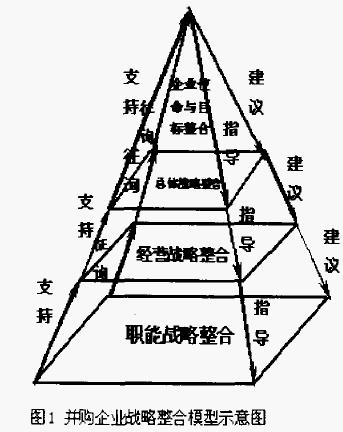 企业使
命与目
标整合
总体战略整合
经营战略整合
职能战略整合
支持
支持
支持
征询
征询
征询
指导
指导
指导
建议
建议
建议
图1 并购企业战略整合模型示意图